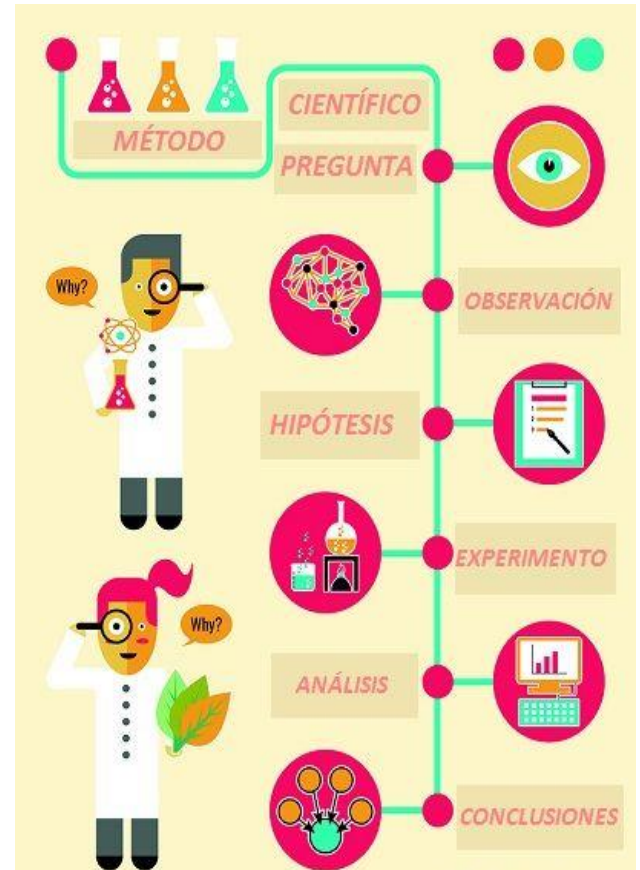 MÉTODO
CIENTÍFICO
PREGUNTA
Why?
OBSERVACIÓN
HIPÓTESIS
EXPERIMENTO
Why?
ANÁLISIS
CONCLUSIONES